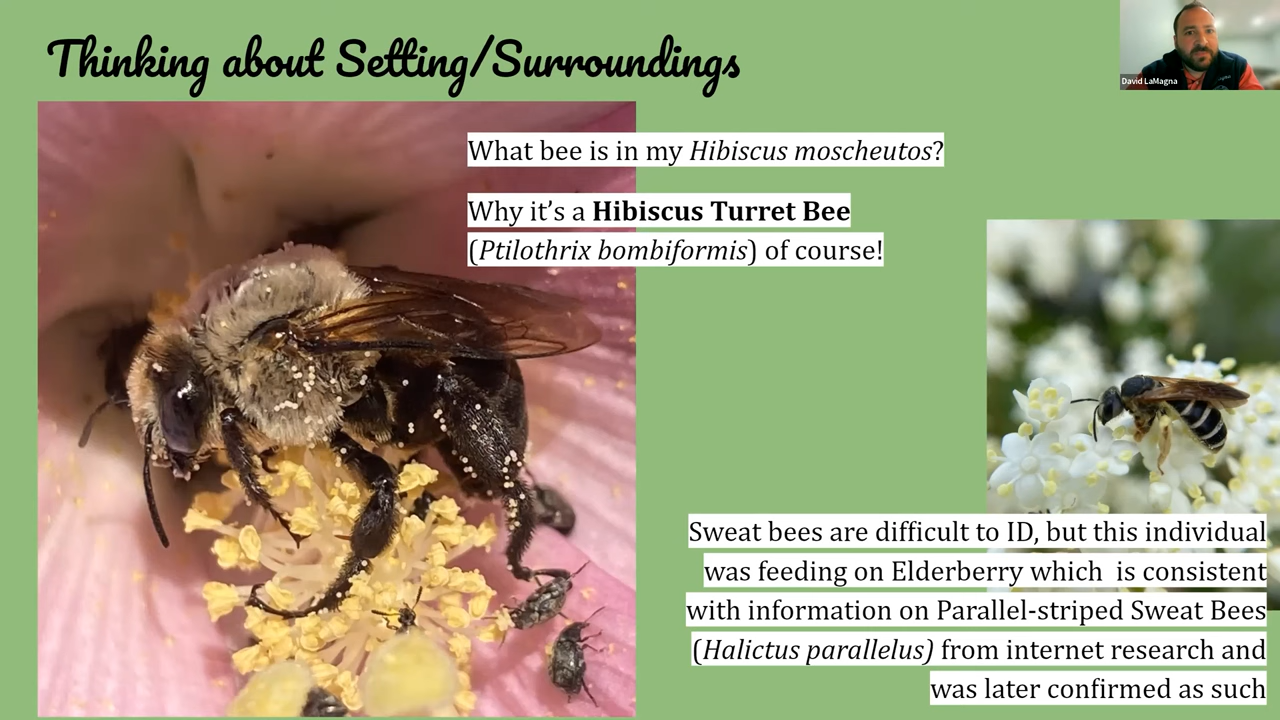 Thinking about Setting/Surroundings
David LaMagna
What bee is in my Hibiscus moscheutos?
Why it’s a Hibiscus Turret Bee
(Ptilothrix bombiformis) of course!
Sweat bees are difficult to ID, but this individual
was feeding on Elderberry which  is consistent
with information on Parallel-striped Sweat Bees
(Halictus parallelus) from internet research and
was later confirmed as such